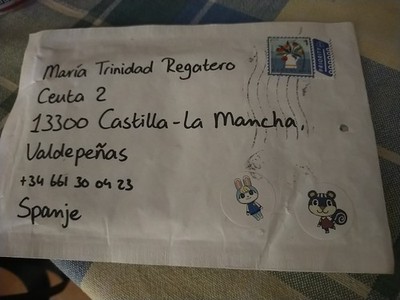 María Trinidad Regatero
Ceuta 2
13300 Castilla-la Mancha,
Valdepeñas
+34 661 30 04 23
Spanje